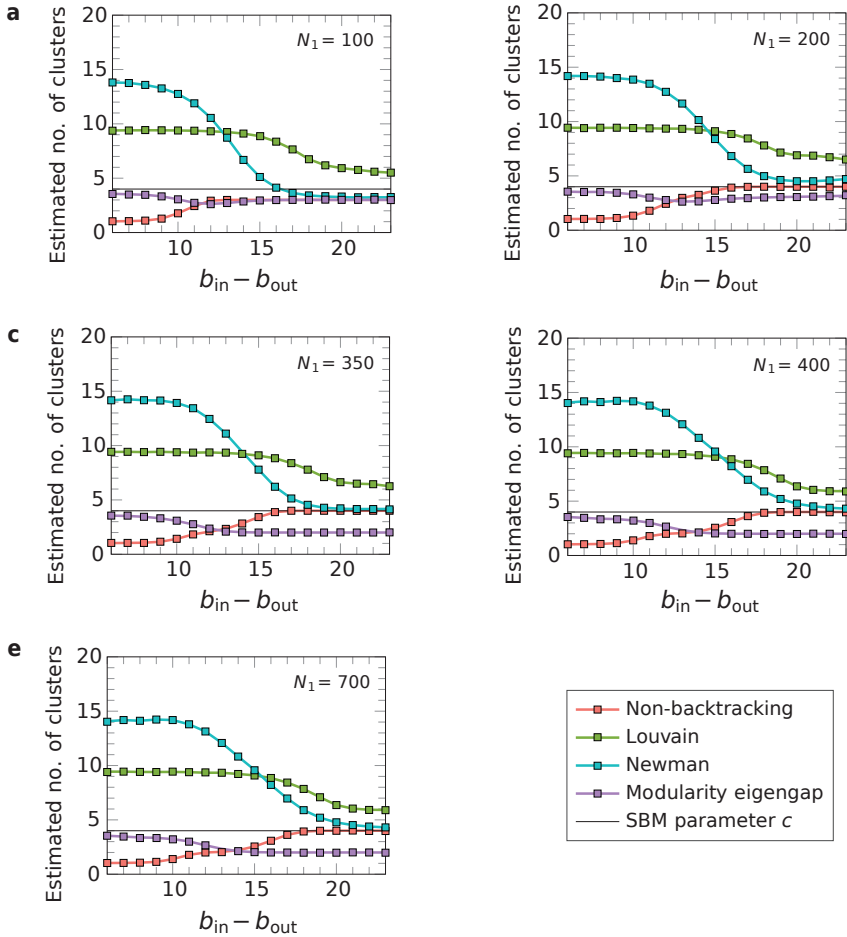 a
Estimated no. of clusters
20
15
10
5
0
N1 = 100
10 15 20
bin − bout
Estimated no. of clusters
20
15
10
5
0
N1 = 200
10 15 20
bin − bout
c
Estimated no. of clusters
20
15
10
5
0
N1 = 350
10 15 20
bin − bout
Estimated no. of clusters
20
15
10
5
0
N1 = 400
10 15 20
bin − bout
e
Estimated no. of clusters
20
15
10
5
0
N1 = 700
10 15 20
bin − bout
Non-backtracking
Louvain
Newman
Modularity eigengap
SBM parameter c